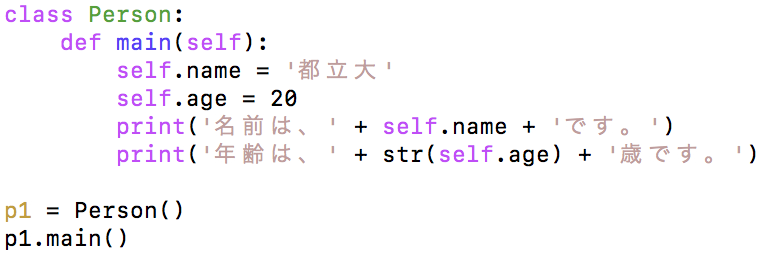 class Person:
    def main(self):
        self.name = '都立大'
        self.age = 20
        print('名前は、' + self.name + 'です。')
        print('年齢は、' + str(self.age) + '歳です。')

p1 = Person()
p1.main()